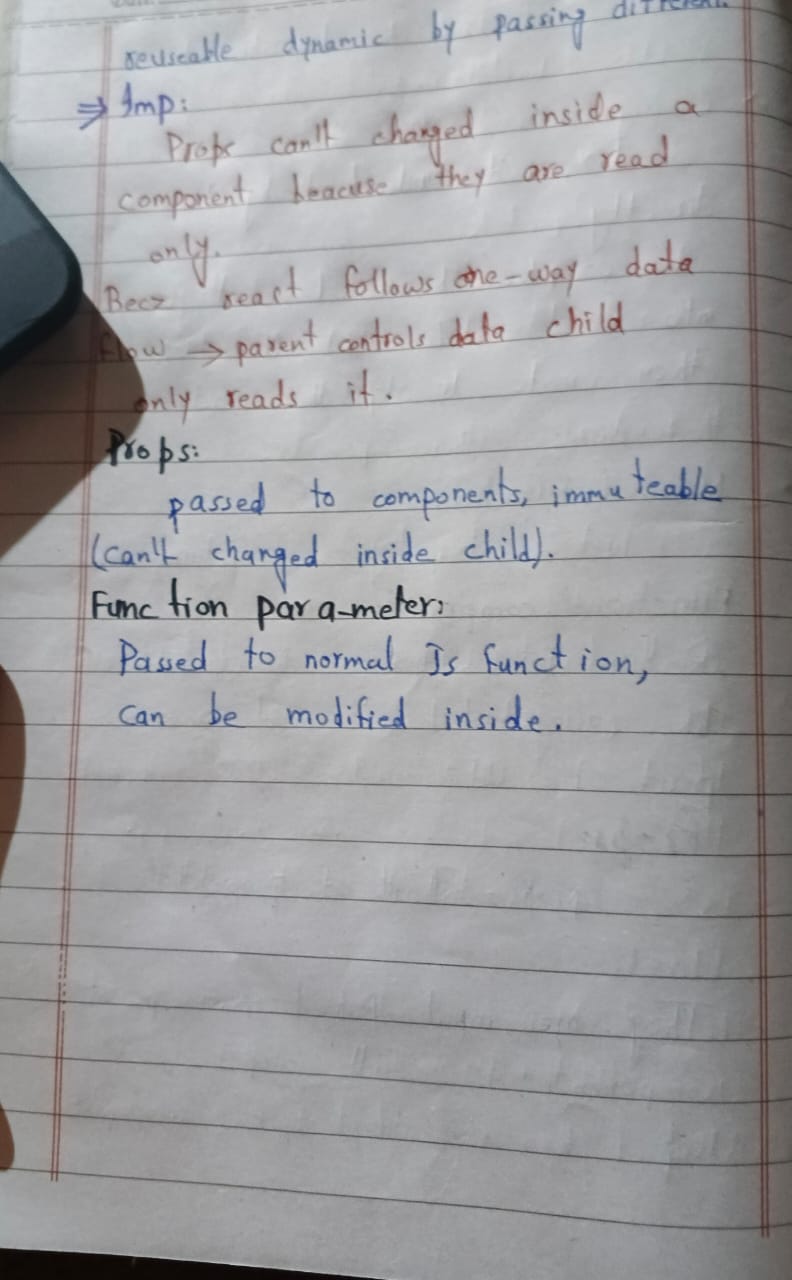 reuseable dynamic by passing different
⇒ Imp:
Props can't changed inside a
component beacuse they are read
only.
Becz react follows one-way data
flow → parent controls data child
only reads it.
Props:
passed to components, immuteable
(can't changed inside child).
Function parameter:
Passed to normal Js function,
can be modified inside.